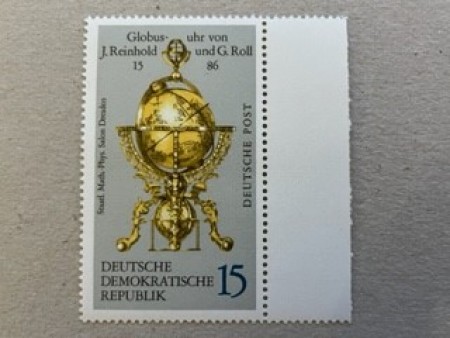 Globus- uhr von
J. Reinhold und G. Roll
15 86
Staatl. Math.-Phys. Salon Dresden
DEUTSCHE POST
DEUTSCHE
DEMOKRATISCHE
REPUBLIK 15